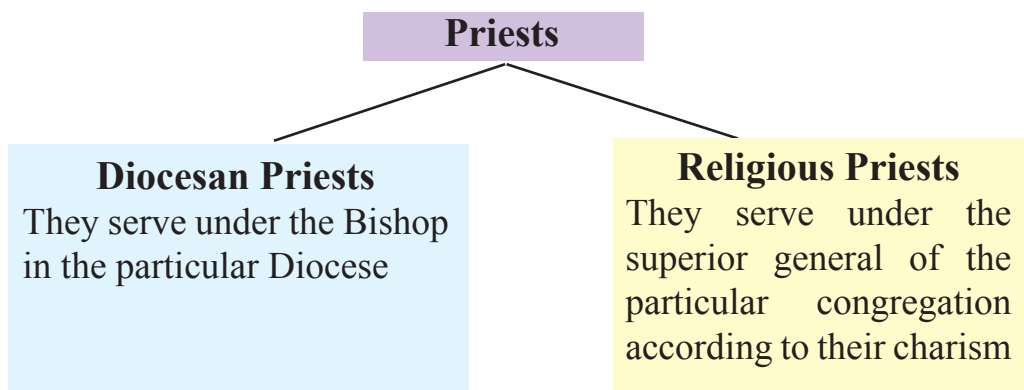 Priests
Diocesan Priests
They serve under the Bishop
in the particular Diocese
Religious Priests
They serve under the
superior general of the
particular congregation
according to their charism